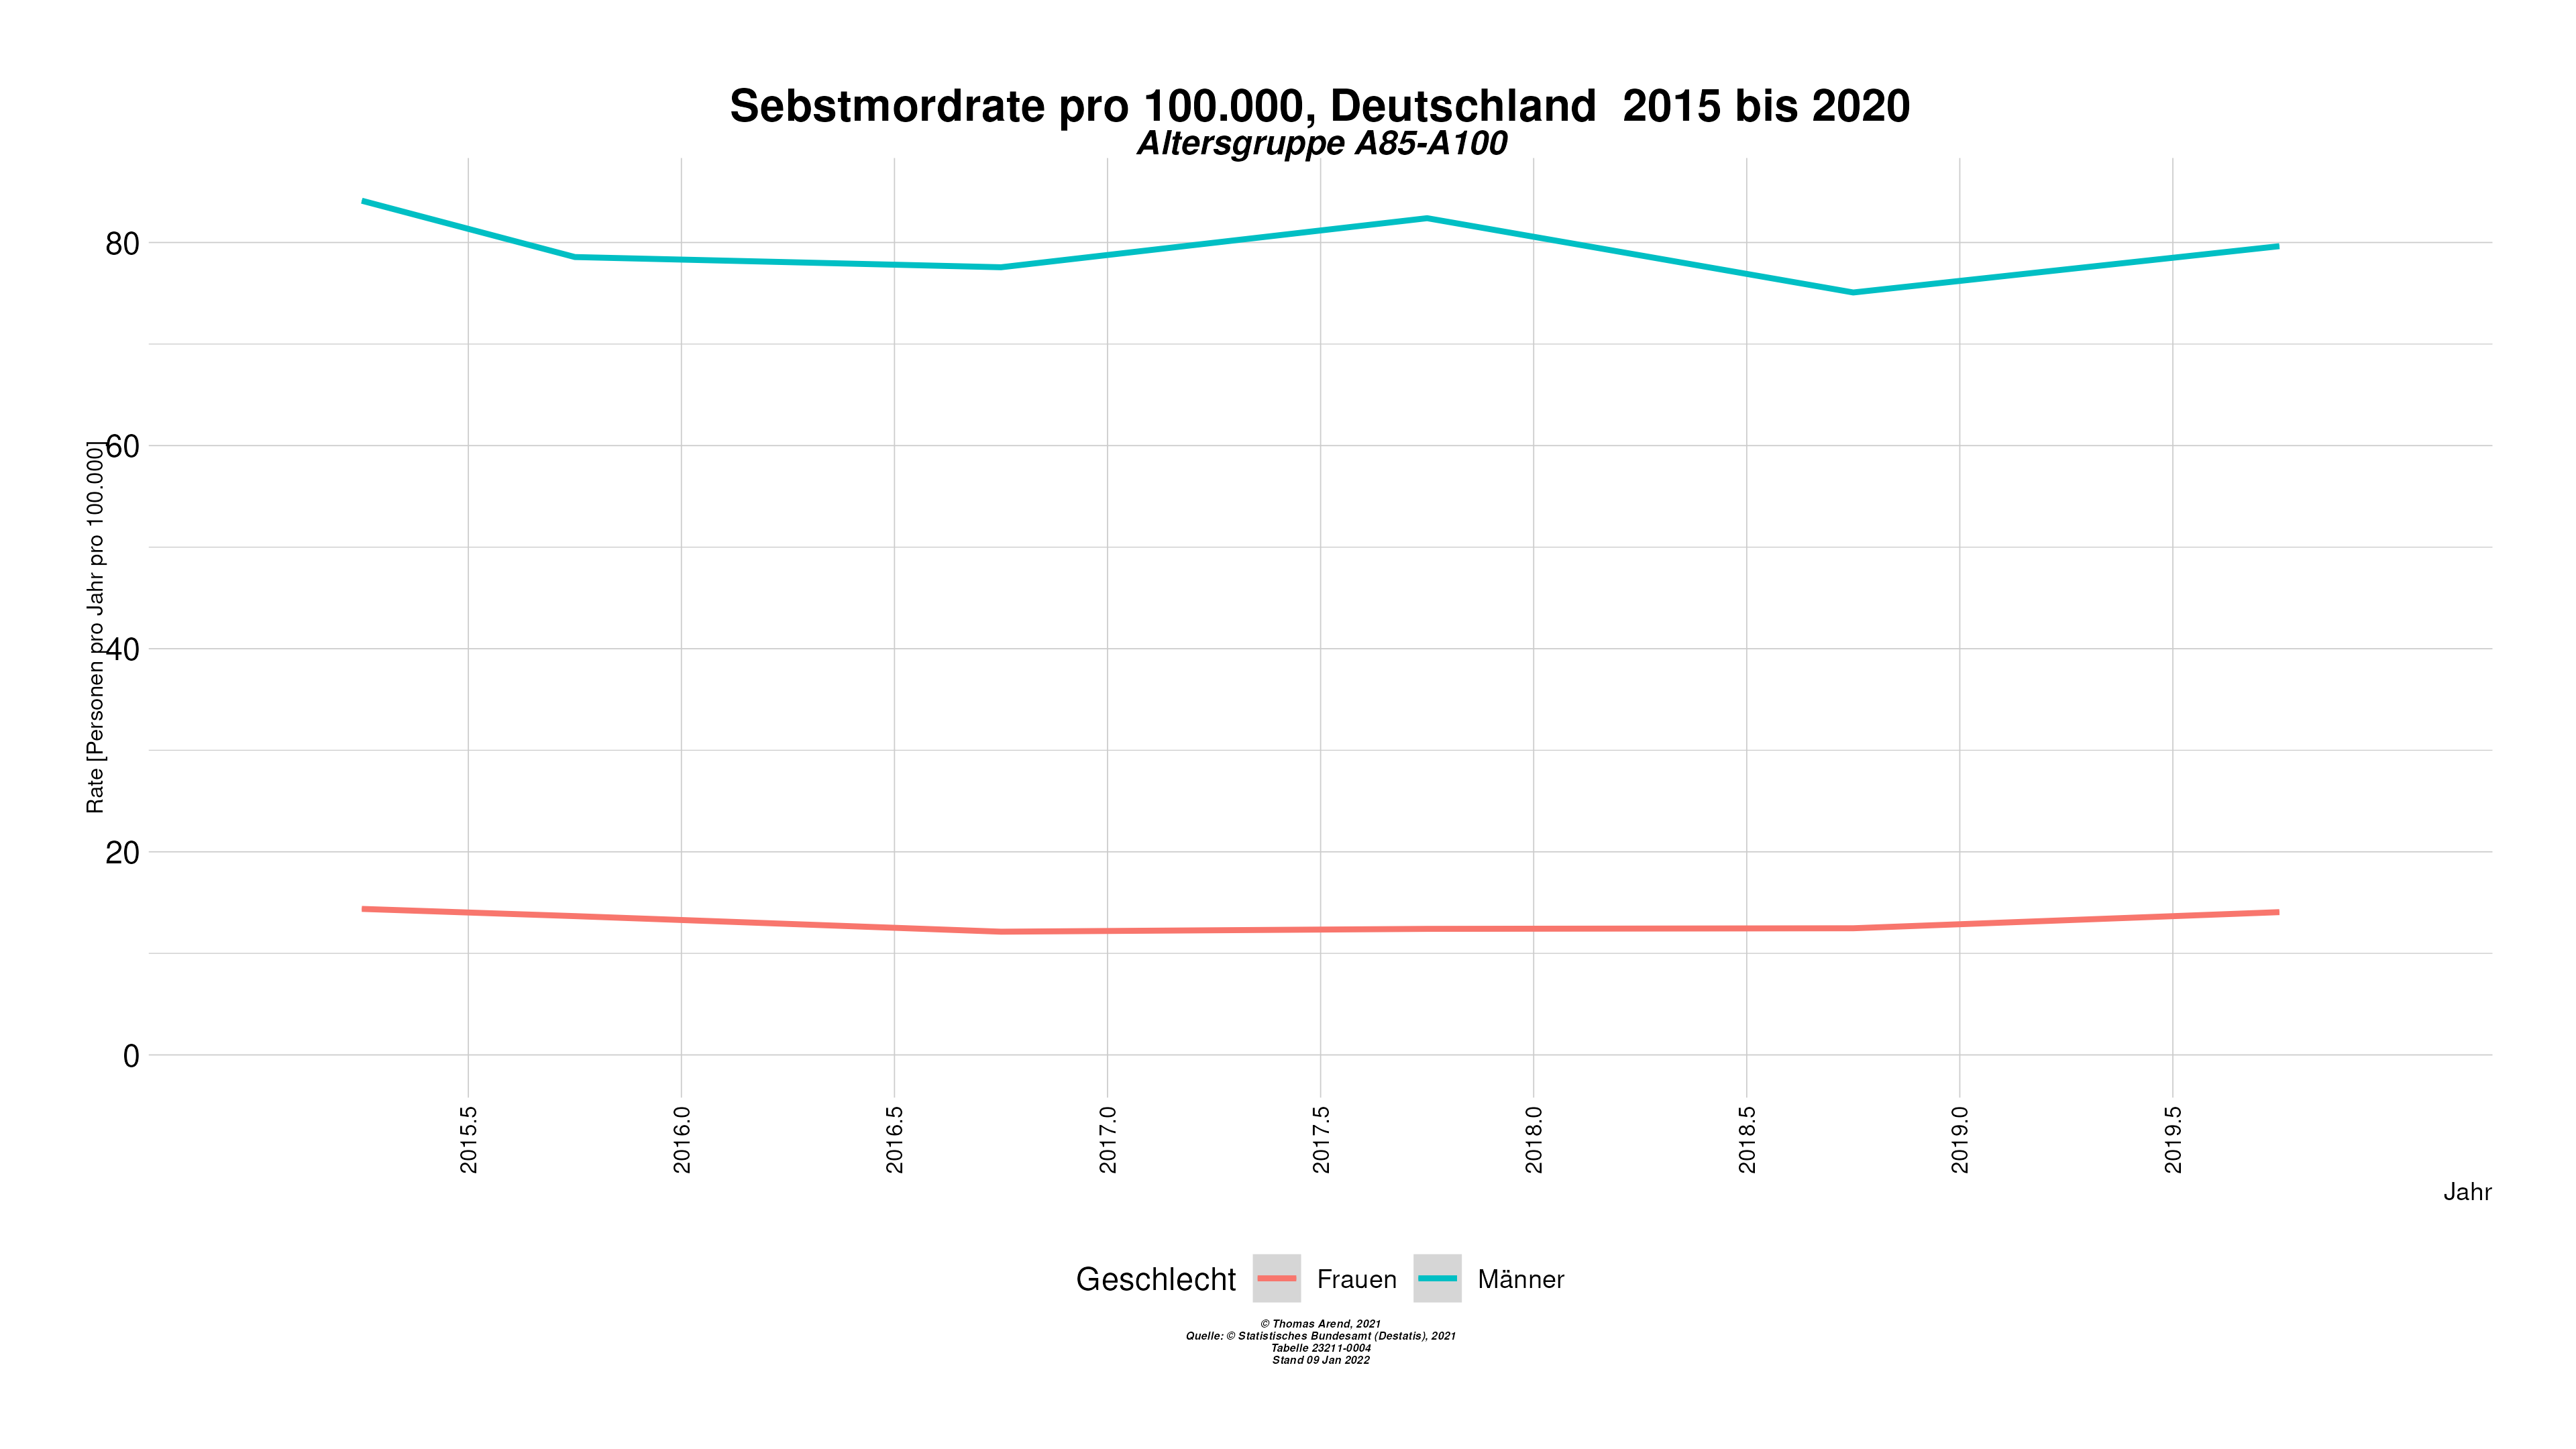 Sebstmordrate pro 100.000, Deutschland  2015 bis 2020
Altersgruppe A85-A100
Rate [Personen pro Jahr pro 100.000]
80
60
40
20
0
2015.5
2016.0
2016.5
2017.0
2017.5
2018.0
2018.5
2019.0
2019.5
Jahr
Geschlecht Frauen Männer
© Thomas Arend, 2021
Quelle: © Statistisches Bundesamt (Destatis), 2021
Tabelle 23211-0004
Stand 09 Jan 2022